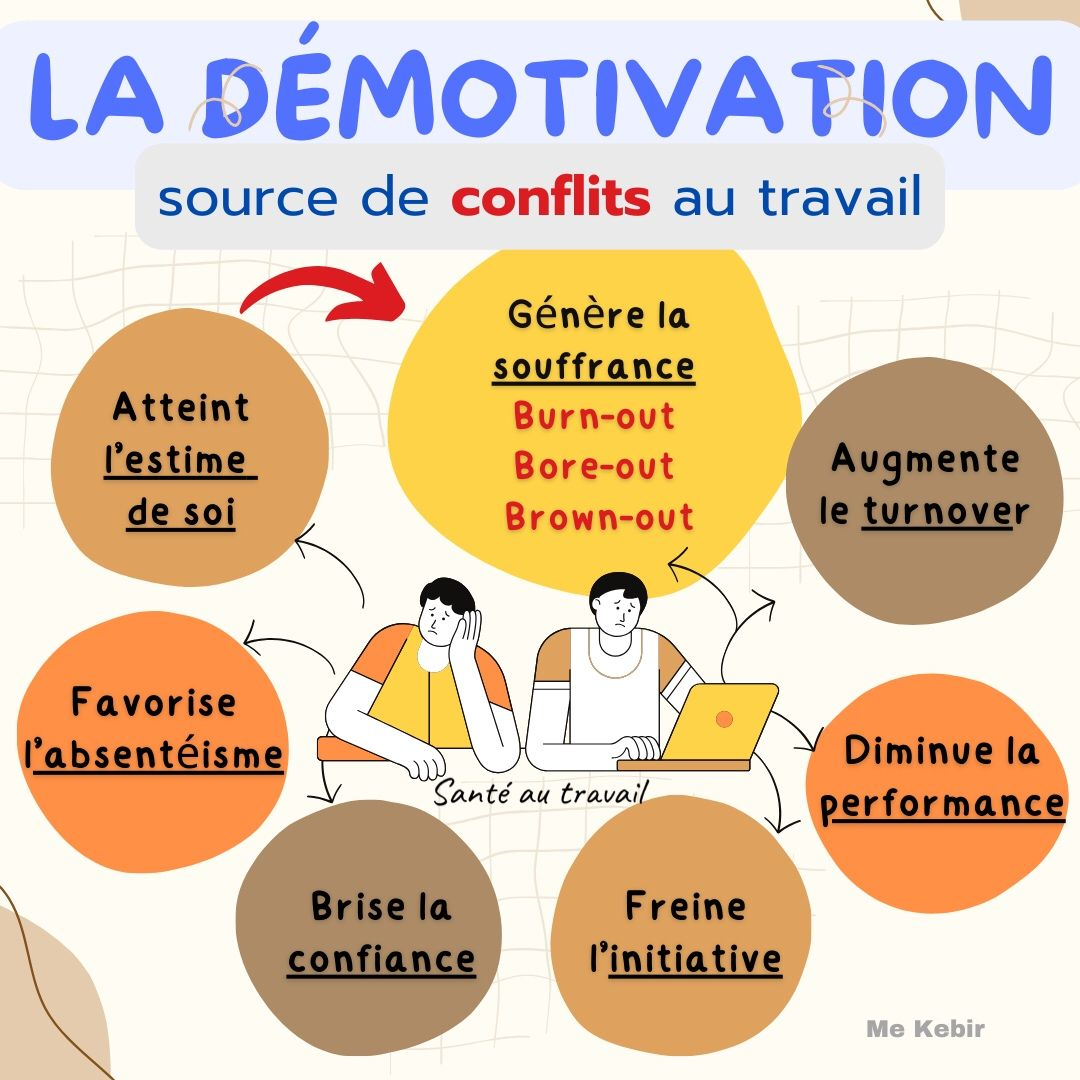 LA DÉMOTIVATION
source de conflits au travail
Génère la
souffrance
Burn-out
Bore-out
Brown-out
Atteint
l'estime
de soi
Augmente
le turnover
Favorise
l'absentéisme
Diminue la
performance
Santé au travail
Brise la
confiance
Freine
l'initiative
Me Kebir